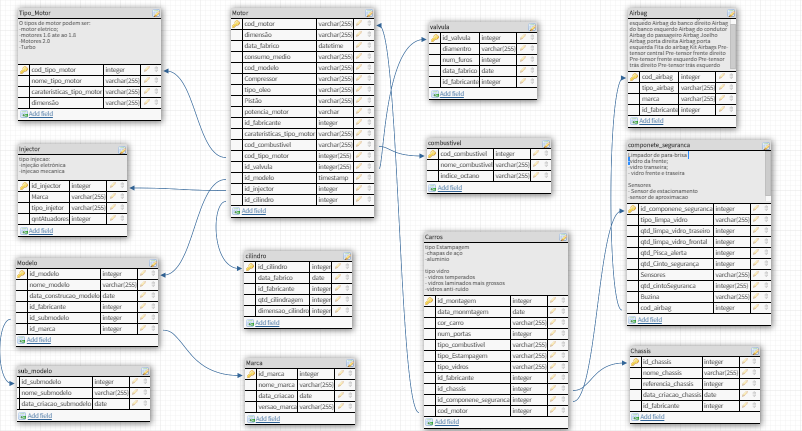 Tipo_Motor
O tipos de motor podem ser:
-motor eletrico;
-motores 1.6 ate ao 1.8
-Motores 2.0
-Turbo
cod_tipo_motor integer
nome_tipo_motor varchar(255)
carateristicas_tipo_motor varchar(255)
dimensão varchar(255)
Add field
Injector
tipo injecao:
-injeção eletrónica
-injecao mecanica
id_injector integer
Marca varchar(255)
tipo_injetor varchar(255)
qntAtuadores integer
Add field
Modelo
id_modelo integer
nome_modelo varchar(255)
data_construcao_modelo date
id_fabricante integer
id_submodelo integer
id_marca integer
Add field
sub_modelo
id_submodelo integer
nome_submodelo varchar(255)
data_criacao_submodelo date
Add field
Motor
cod_motor varchar(255)
dimensão varchar(255)
data_fabrico datetime
consumo_medio varchar(255)
cod_modelo varchar(255)
Compressor varchar(255)
tipo_oleo varchar(255)
Pistão varchar(255)
potencia_motor varchar
id_fabricante integer
carateristicas_tipo_motor varchar(255)
cod_combustivel varchar(255)
cod_tipo_motor integer
id_valvula integer
id_modelo timestamp
id_injector integer
id_cilindro integer
Add field
cilindro
id_cilindro integer
data_fabrico date
id_fabricante integer
qtd_cilindragem integer
dimensao_cilindro integer
Add field
Marca
id_marca integer
nome_marca varchar(255)
data_criacao date
versao_marca varchar(255)
Add field
valvula
id_valvula integer
diamentro varchar(255)
num_furos integer
data_fabrico date
id_fabricante integer
Add field
combustivel
cod_combustivel integer
nome_combustivel varchar(255)
indice_octano varchar(255)
Add field
Carros
tipo Estampagem
-chapas de aço
-aluminio
tipo vidro
- vidros temperados
- vidros laminados mais grossos
- vidros anti ruido
id_montagem integer
data_monmtagem date
cor_carro varchar(255)
num_portas integer
tipo_combustivel varchar(255)
tipo_Estampagem varchar(255)
tipo_vidros varchar(255)
id_fabricante integer
id_chassis integer
id_componene_seguranca integer
cod_motor integer
Add field
Airbag
esquedo Airbag do banco direito Airbag
do banco esquerdo Airbag do condutor
Airbag do passageiro Airbag Joelho
Airbag porta direita Airbag porta
esquerda Fita do airbag Kit Airbags Pre-
tensor central Pre-tensor frente direito
Pre-tensor frente esquerdo Pre-tensor
trás direito Pre-tensor trás esquerdo
cod_airbag integer
tipo_airbag varchar(255)
marca varchar(255)
id_fabricante integer
Add field
componete_seguranca
Limpador de para-brisa
vidro da frente;
- vidro transeira;
- vidro frente e traseira
Sensores
- Sensor de estacionamento
-sensor de aproximacao
id_componene_seguranca integer
tipo_limpa_vidro varchar(255)
qtd_limpa_vidro_traseiro integer
qtd_limpa_vidro_frontal integer
qtd_Pisca_alerta integer
qtd_Cinto_segurança integer
Sensores varchar(255)
qtd_cintoSegurança integer
Buzina varchar(255)
cod_airbag integer
Add field
Chassis
id_chassis integer
nome_chassis varchar(255)
referencia_chassis integer
data_criacao_chassis date
id_fabricante integer
Add field